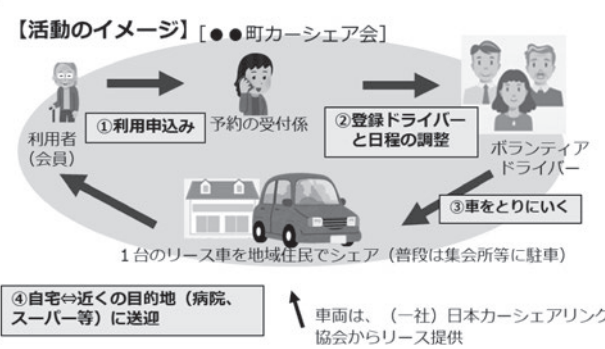 【活動のイメージ】[●●町カーシェア会]
①利用申込み
予約の受付係
②登録ドライバー
と日程の調整
利用者
(会員)
ボランティア
ドライバー
③車をとりにいく
1台のリース車を地域住民でシェア(普段は集会所等に駐車)
④自宅⇔近くの目的地(病院、
スーパー等)に送迎
車両は、(一社)日本カーシェアリング
協会からリース提供